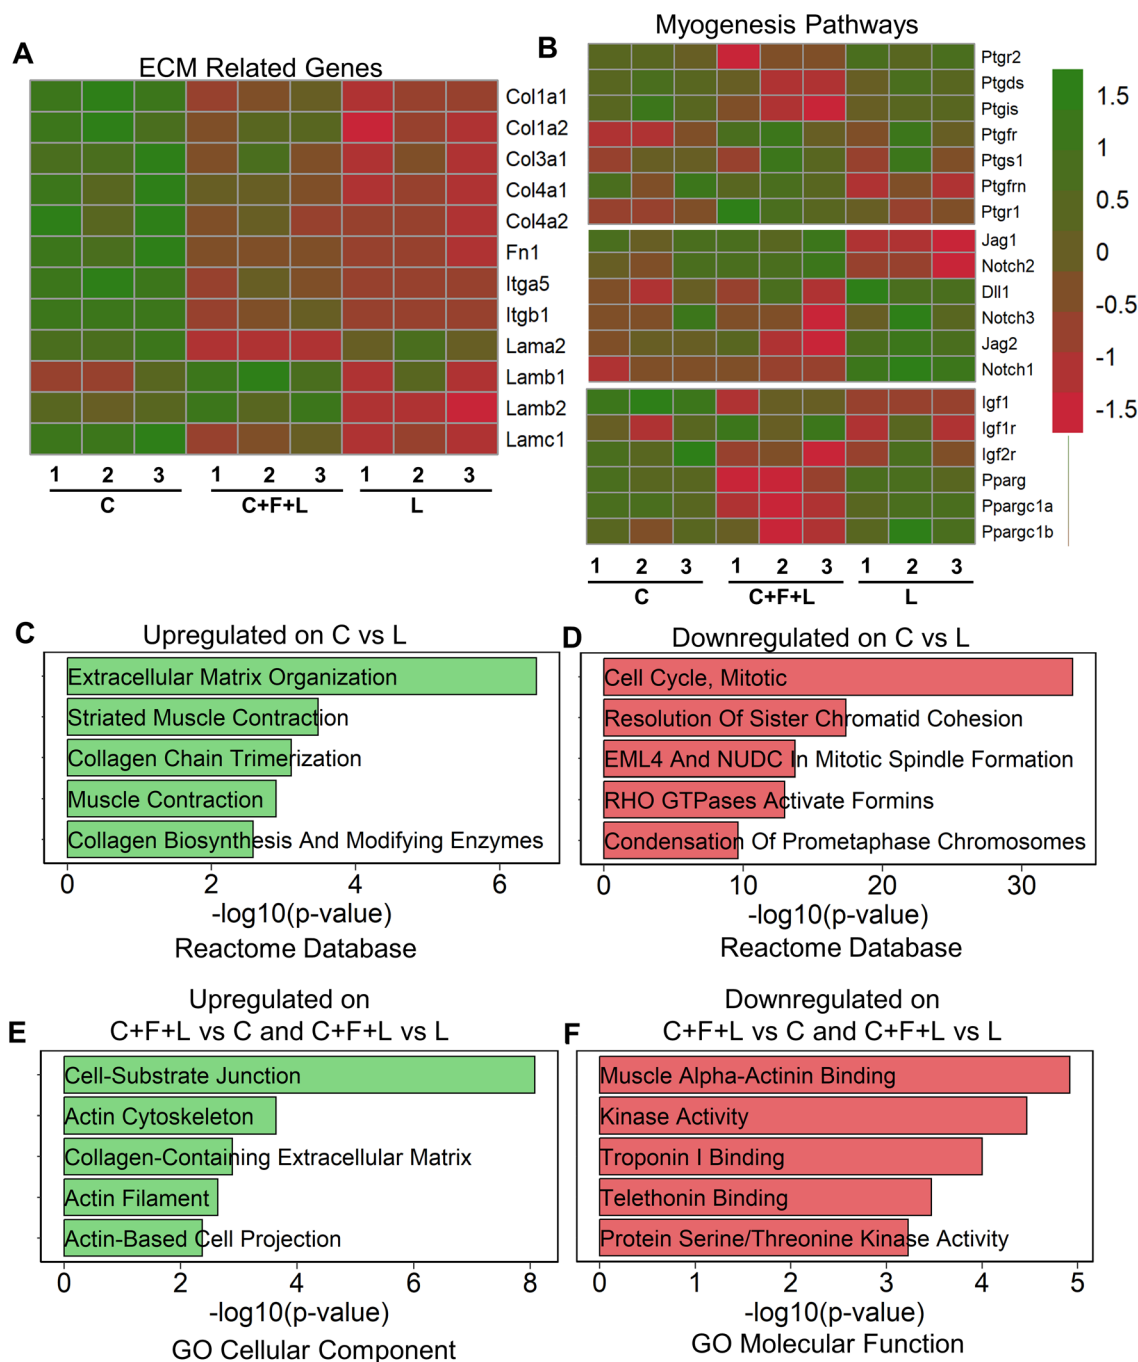 A
ECM Related Genes
Col1a1
Col1a2
Col3a1
Col4a1
Col4a2
Fn1
Itga5
Itgb1
Lama2
Lamb1
Lamb2
Lamc1
1 2 3 1 2 3 1 2 3
C C+F+L L
B
Myogenesis Pathways
Ptgr2
Ptgds
Ptgis
Ptgfr
Ptgs1
Ptgfrn
Ptgr1
Jag1
Notch2
Dll1
Notch3
Jag2
Notch1
Igf1
Igf1r
Igf2r
Pparg
Ppargc1a
Ppargc1b
1 2 3 1 2 3 1 2 3
C C+F+L L
1.5
1
0.5
0
-0.5
-1
-1.5
C
Upregulated on C vs L
Extracellular Matrix Organization
Striated Muscle Contraction
Collagen Chain Trimerization
Muscle Contraction
Collagen Biosynthesis And Modifying Enzymes
0 2 4 6
-log10(p-value)
Reactome Database
D
Downregulated on C vs L
Cell Cycle, Mitotic
Resolution Of Sister Chromatid Cohesion
EML4 And NUDC In Mitotic Spindle Formation
RHO GTPases Activate Formins
Condensation Of Prometaphase Chromosomes
0 10 20 30
-log10(p-value)
Reactome Database
E
Upregulated on
C+F+L vs C and C+F+L vs L
Cell-Substrate Junction
Actin Cytoskeleton
Collagen-Containing Extracellular Matrix
Actin Filament
Actin-Based Cell Projection
0 2 4 6 8
-log10(p-value)
GO Cellular Component
F
Downregulated on
C+F+L vs C and C+F+L vs L
Muscle Alpha-Actinin Binding
Kinase Activity
Troponin I Binding
Telethonin Binding
Protein Serine/Threonine Kinase Activity
0 1 2 3 4 5
-log10(p-value)
GO Molecular Function